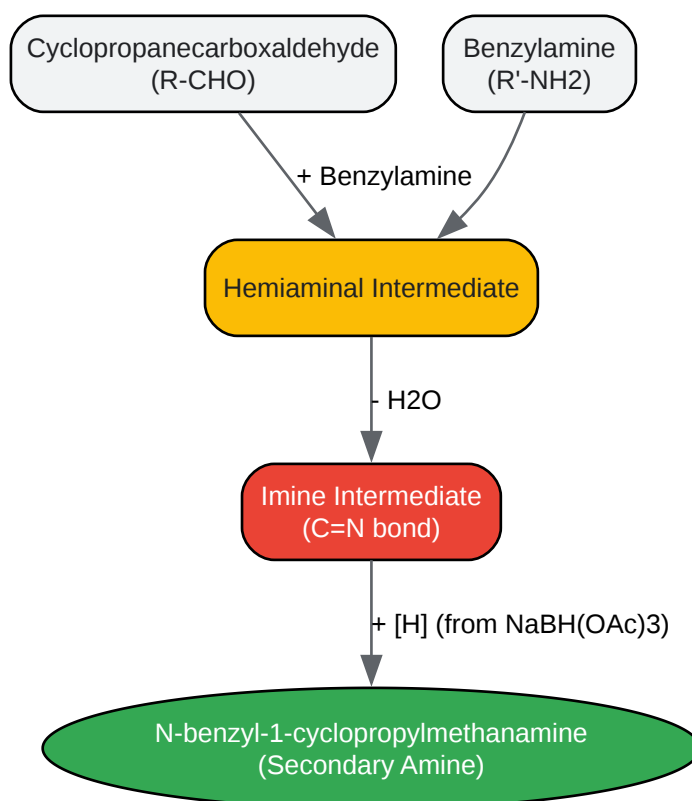 Cyclopropanecarboxaldehyde
(R-CHO)
Benzylamine
(R'-NH2)
+ Benzylamine
Hemiaminal Intermediate
- H2O
Imine Intermediate
(C=N bond)
+ [H] (from NaBH(OAc)3)
N-benzyl-1-cyclopropylmethanamine
(Secondary Amine)